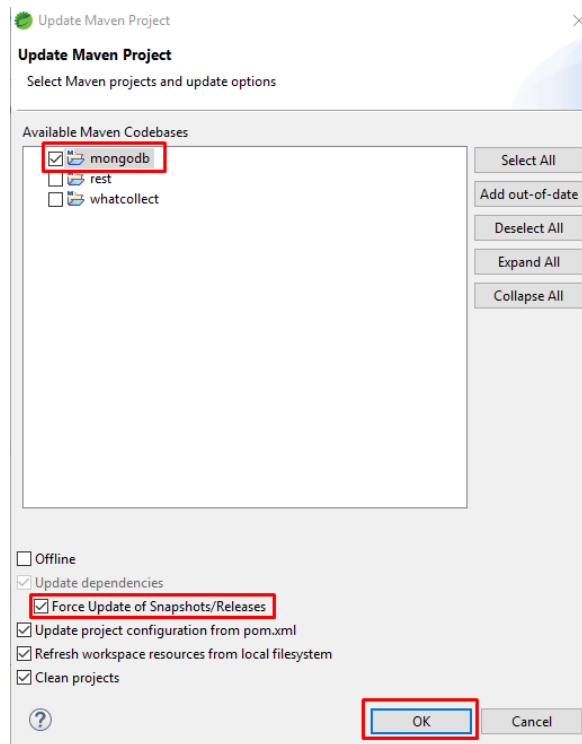 Update Maven Project
Update Maven Project
Select Maven projects and update options
Available Maven Codebases
mongodb
rest
whatcollect
Select All
Add out-of-date
Deselect All
Expand All
Collapse All
Offline
Update dependencies
Force Update of Snapshots/Releases
Update project configuration from pom.xml
Refresh workspace resources from local filesystem
Clean projects
?
OK
Cancel